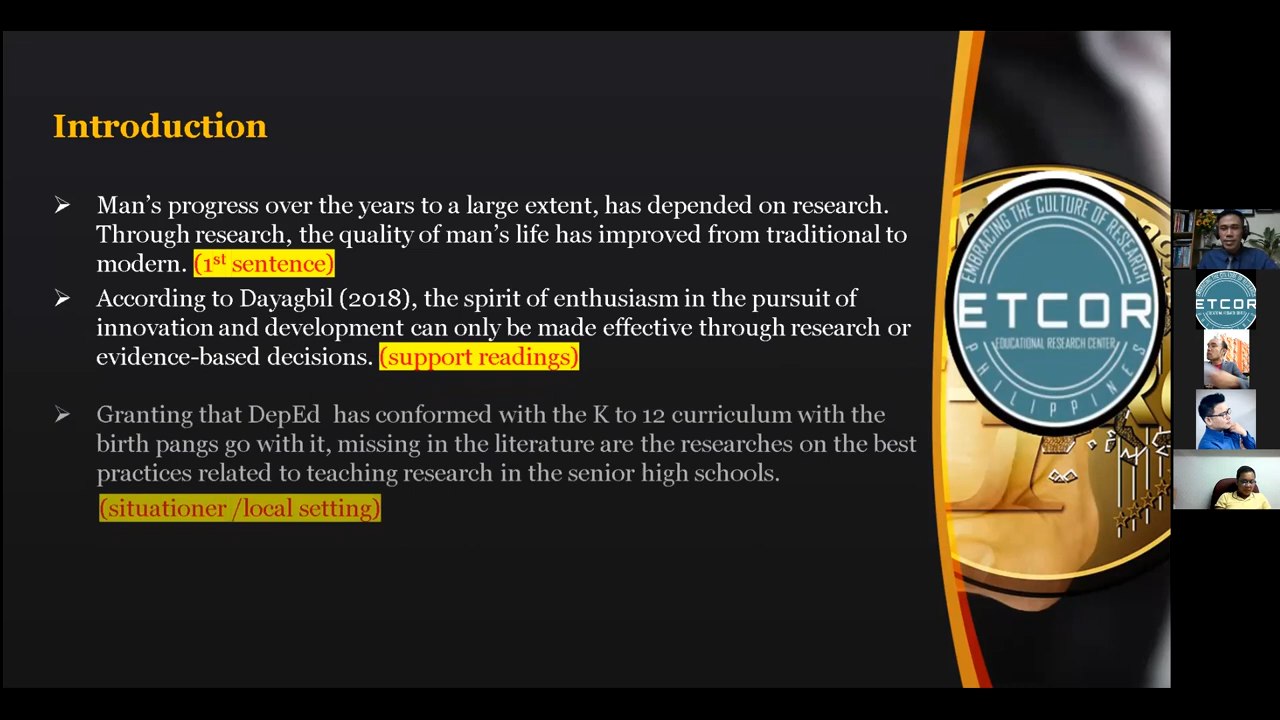 Introduction
➢ Man's progress over the years to a large extent, has depended on research.
Through research, the quality of man's life has improved from traditional to
modern. (1st sentence)
➢ According to Dayagbil (2018), the spirit of enthusiasm in the pursuit of
innovation and development can only be made effective through research or
evidence-based decisions. (support readings)
➢ Granting that DepEd has conformed with the K to 12 curriculum with the
birth pangs go with it, missing in the literature are the researches on the best
practices related to teaching research in the senior high schools.
(situationer /local setting)
EMBRACING THE CULTURE OF RESEARCH
ETCOR
EDUCATIONAL RESEARCH CENTER
PHILIPPINES
ETCOR